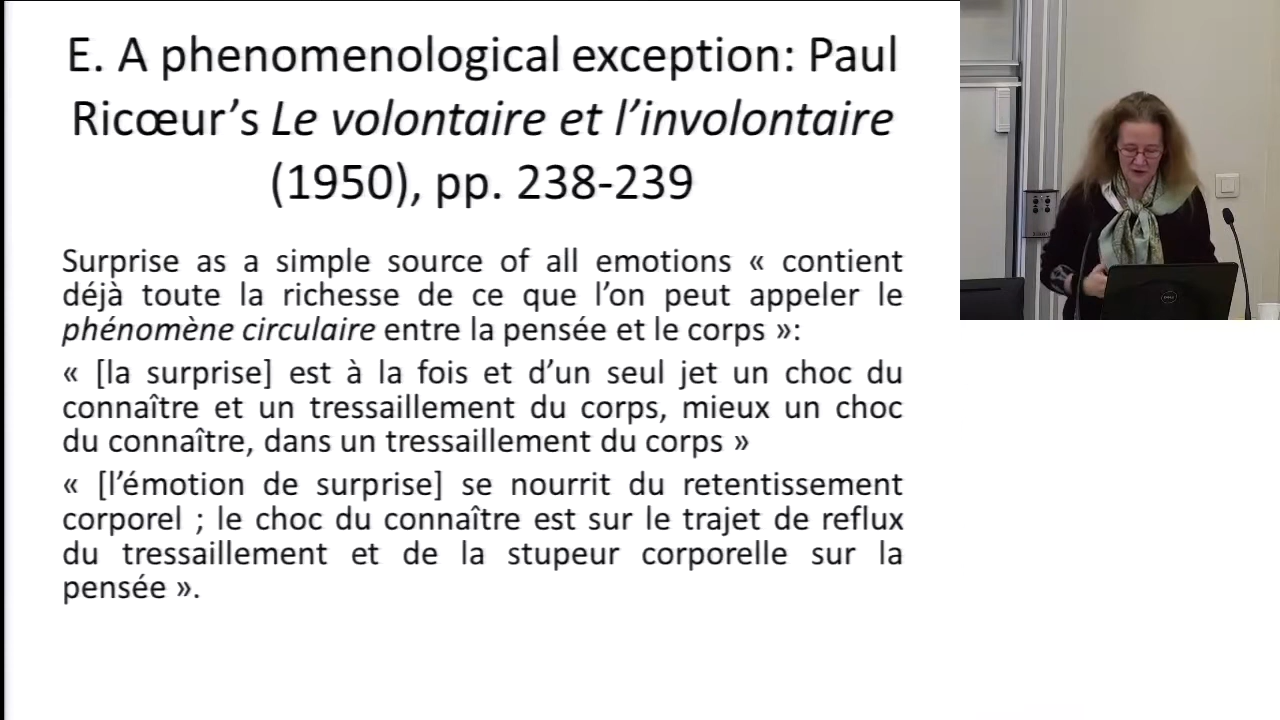 E. A phenomenological exception: Paul
Ricœur’s Le volontaire et l’involontaire
(1950), pp. 238-239
Surprise as a simple source of all emotions « contient
déjà toute la richesse de ce que l’on peut appeler le
phénomène circulaire entre la pensée et le corps »:
« [la surprise] est à la fois et d’un seul jet un choc du
connaître et un tressaillement du corps, mieux un choc
du connaître, dans un tressaillement du corps »
« [l’émotion de surprise] se nourrit du retentissement
corporel ; le choc du connaître est sur le trajet de reflux
du tressaillement et de la stupeur corporelle sur la
pensée ».
DELL